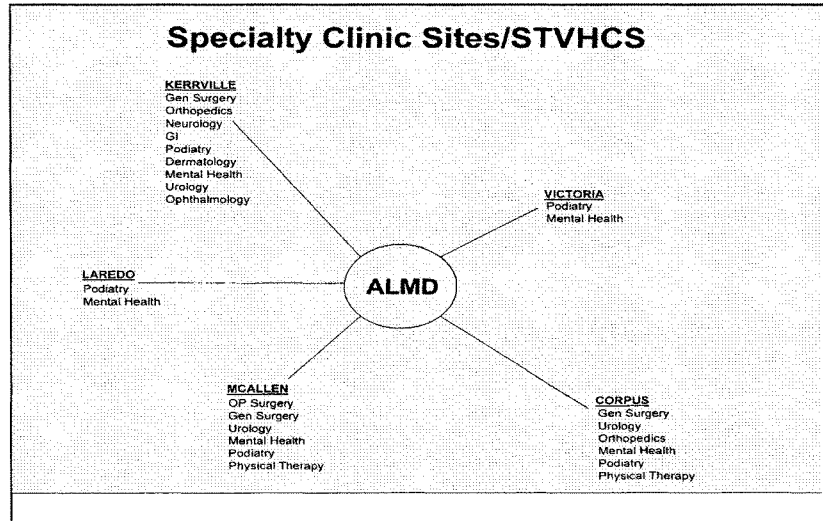 Specialty Clinic Sites/STVHCS
KERRVILLE
Gen Surgery
Orthopedics
Neurology
GI
Podiatry
Dermatology
Mental Health
Urology
Ophthalmology
VICTORIA
Podiatry
Mental Health
ALMD
LAREDO
Podiatry
Mental Health
MCALLEN
OP Surgery
Gen Surgery
Urology
Mental Health
Podiatry
Physical Therapy
CORPUS
Gen Surgery
Urology
Orthopedics
Mental Health
Podiatry
Physical Therapy